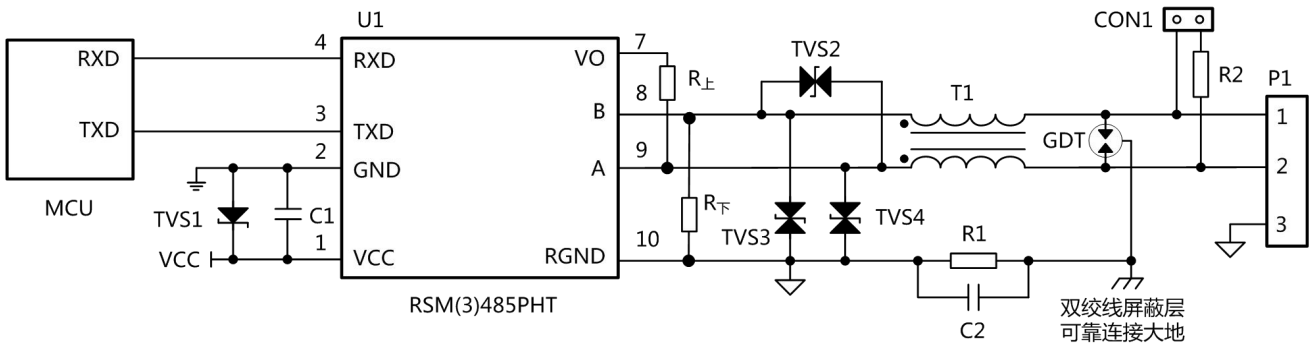 U1
CON1
MCU
RXD
TXD
4
3
2
1
RXD
TXD
GND
VCC
VO
B
A
RGND
7
8
9
10
R上
R下
TVS1
C1
VCC
RSM(3)485PHT
TVS2
TVS3
TVS4
T1
GDT
R2
P1
1
2
3
R1
C2
双绞线屏蔽层
可靠连接大地